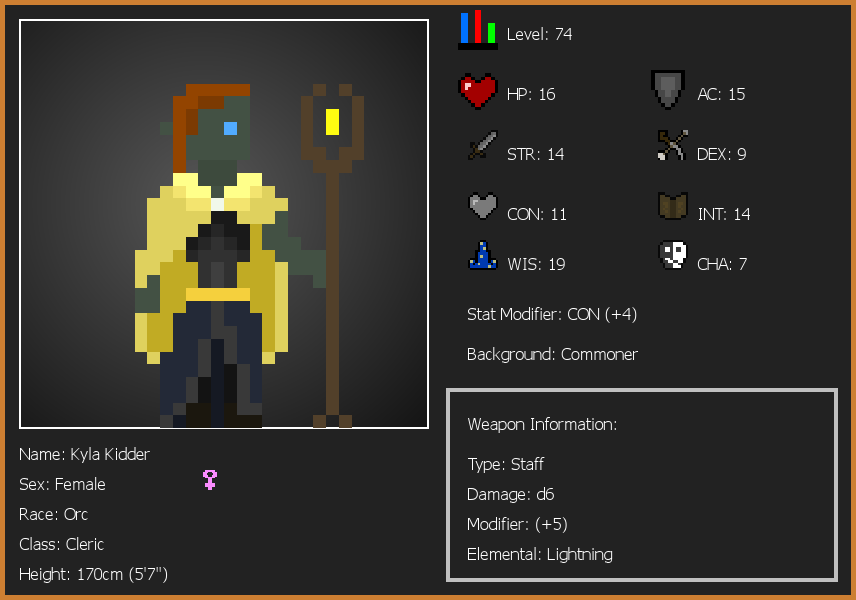 Level: 74
HP: 16
AC: 15
STR: 14
DEX: 9
CON: 11
INT: 14
WIS: 19
CHA: 7
Stat Modifier: CON (+4)
Background: Commoner
Weapon Information:
Type: Staff
Damage: d6
Modifier: (+5)
Elemental: Lightning
Name: Kyla Kidder
Sex: Female
Race: Orc
Class: Cleric
Height: 170cm (5'7")